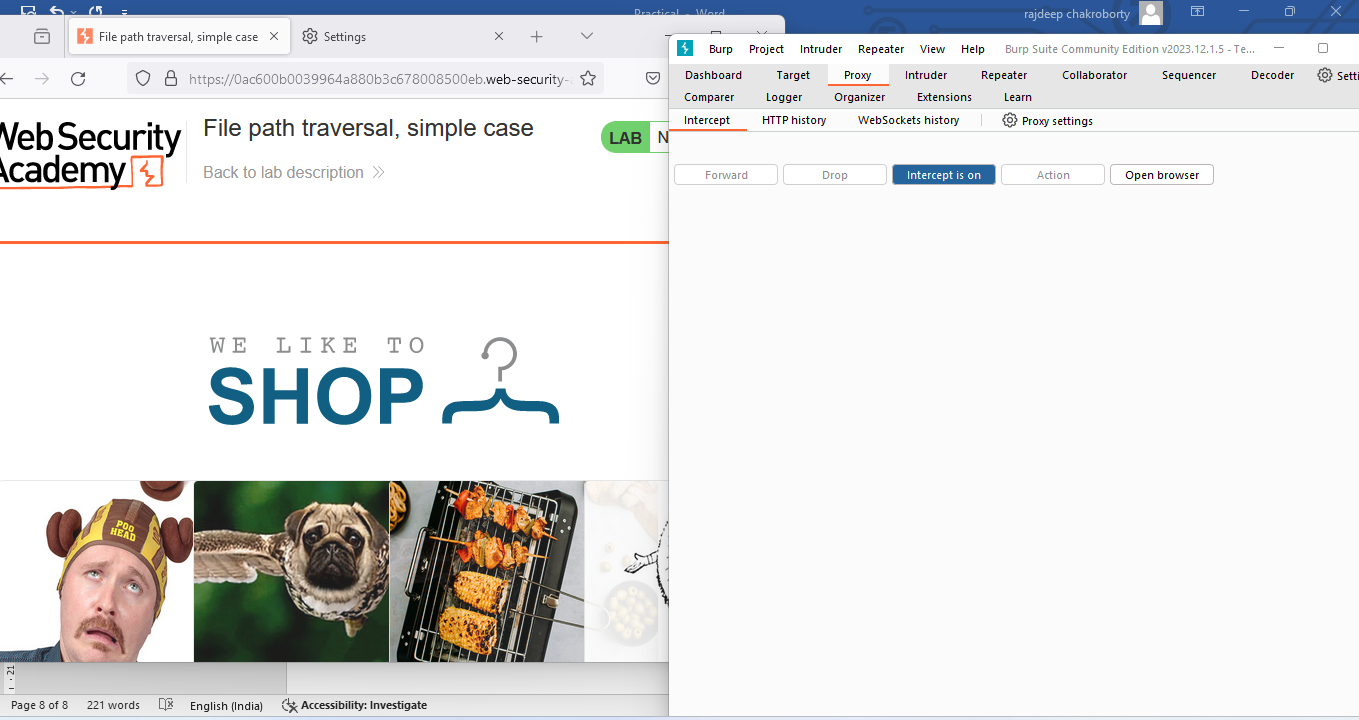 Practical - Word
rajdeep chakroborty
File path traversal, simple case
Settings
https://0ac600b0039964a880b3c678008500eb.web-security-
Web Security
Academy
File path traversal, simple case
Back to lab description
LAB
N
WE LIKE TO
SHOP
POO
HEAD
21
Page 8 of 8 221 words English (India) Accessibility: Investigate
Burp Project Intruder Repeater View Help Burp Suite Community Edition v2023.12.1.5 - Te...
Dashboard Target Proxy Intruder Repeater Collaborator Sequencer Decoder Setti
Comparer Logger Organizer Extensions Learn
Intercept HTTP history WebSockets history Proxy settings
Forward Drop Intercept is on Action Open browser